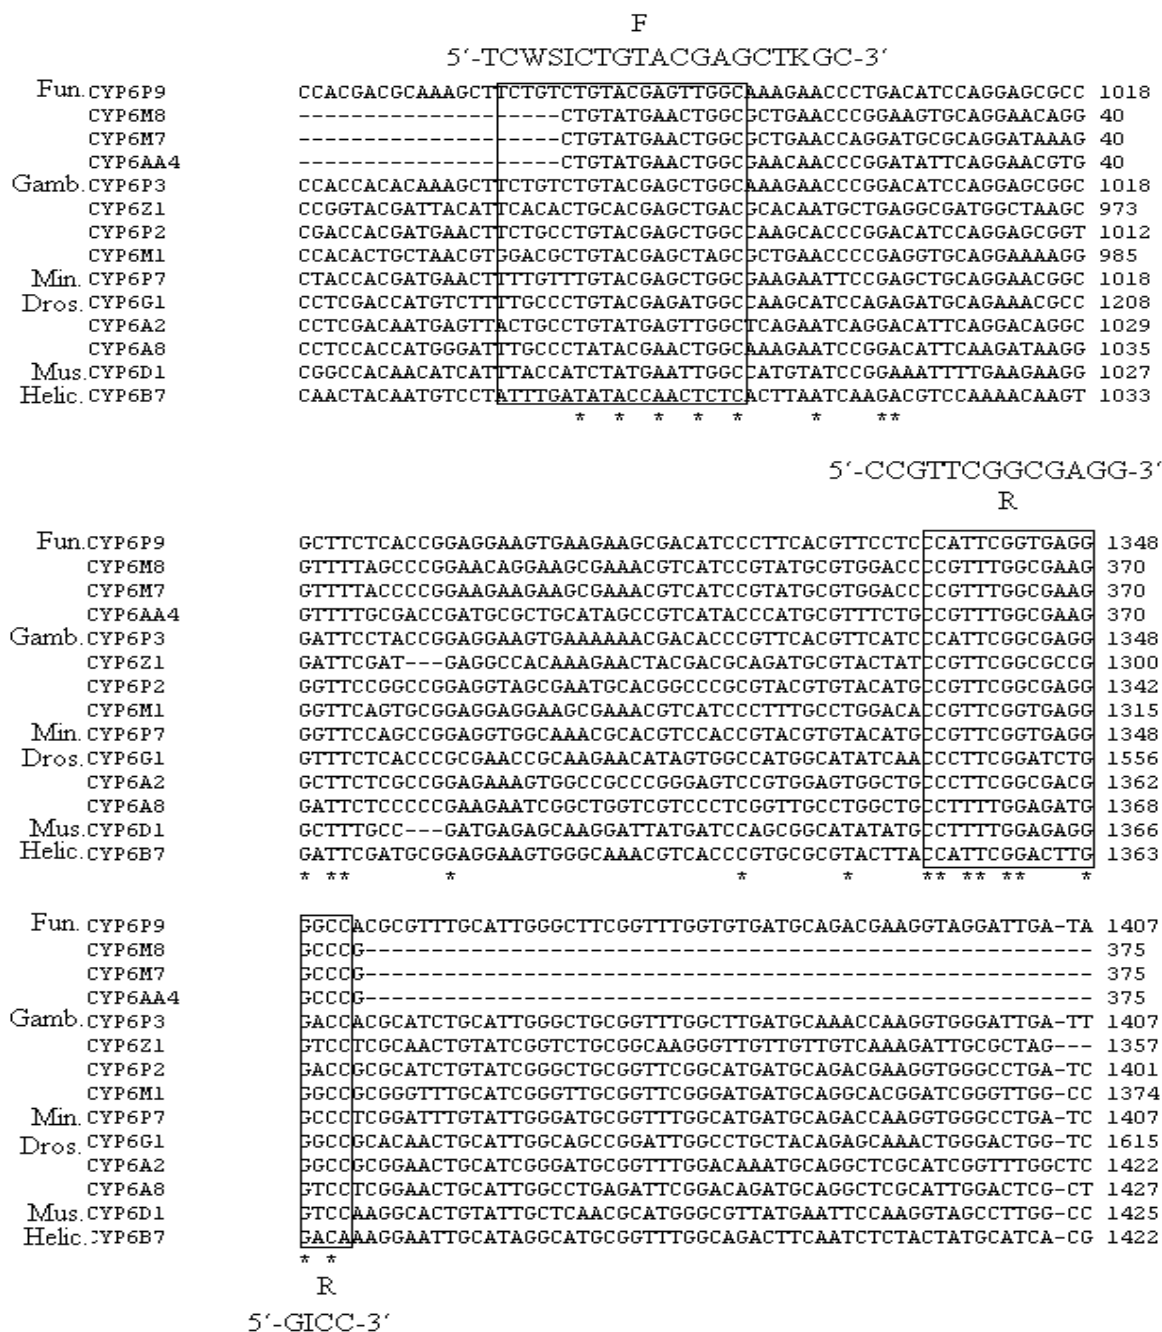 F
5´-TCWSICTGTACGAGCTKGC-3´
Fun. CYP6P9 CCACGACGCAAAGCTTCTGTCTGTACGAGTTGGCAAAGAACCCTGACATCCAGGAGCGCC 1018
CYP6M8 --------------------CTGTATGAACTGGCGCTGAACCCGGAAGTGCAGGAACAGG 40
CYP6M7 --------------------CTGTATGAACTGGCGCTGAACCAGGATGCGCAGGATAAAG 40
CYP6AA4 --------------------CTGTATGAACTGGCGAACAACCCGGATATTCAGGAACGTG 40
Gamb. CYP6P3 CCACCACACAAAGCTTCTGTCTGTACGAGCTGGCAAAGAACCCGGACATCCAGGAGCGGC 1018
CYP6Z1 CCGGTACGATTACATTCACACTGCACGAGCTGACGCACAATGCTGAGGCGATGGCTAAGC 973
CYP6P2 CGACCACGATGAACTTCTGCCTGTACGAGCTGGCCAAGCACCCGGACATCCAGGAGCGGT 1012
CYP6M1 CCACACTGCTAACGTGGACGCTGTACGAGCTAGCGCTGAACCCCGAGGTGCAGGAAAAGG 985
Min. CYP6P7 CTACCACGATGAACTTTTGTTTGTACGAGCTGGCGAAGAATTCCGAGCTGCAGGAACGGC 1018
Dros. CYP6G1 CCTCGACCATGTCTTTTGCCCTGTACGAGATGGCCAAGCATCCAGAGATGCAGAAACGCC 1208
CYP6A2 CCTCGACAATGAGTTACTGCCTGTATGAGTTGGCTCAGAATCAGGACATTCAGGACAGGC 1029
CYP6A8 CCTCCACCATGGGATTTGCCCTATACGAACTGGCAAAGAATCCGGACATTCAAGATAAGG 1035
Mus. CYP6D1 CGGCCACAACATCATTTACCATCTATGAATTGGCCATGTATCCGGAAATTTTGAAGAAGG 1027
Helic. CYP6B7 CAACTACAATGTCCTATTTGATATACCAACTCTCACTTAATCAAGACGTCCAAAACAAGT 1033
* * * * * * **
5´-CCGTTCGGCGAGG-3´
R
Fun. CYP6P9 GCTTCTCACCGGAGGAAGTGAAGAAGCGACATCCCTTCACGTTCCTCCCATTCGGTGAGG 1348
CYP6M8 GTTTTAGCCCGGAACAGGAAGCGAAACGTCATCCGTATGCGTGGACCCCGTTTGGCGAAG 370
CYP6M7 GTTTTACCCCGGAAGAAGAAGCGAAACGTCATCCGTATGCGTGGACCCCGTTTGGCGAAG 370
CYP6AA4 GTTTTGCGACCGATGCGCTGCATAGCCGTCATACCCATGCGTTTCTGCCGTTTGGCGAAG 370
Gamb. CYP6P3 GATTCCTACCGGAGGAAGTGAAAAAACGACACCCGTTCACGTTCATCCCATTCGGCGAGG 1348
CYP6Z1 GATTCGAT---GAGGCCACAAAGAACTACGACGCAGATGCGTACTATCCGTTCGGCGCCG 1300
CYP6P2 GGTTCCGGCCGGAGGTAGCGAATGCACGGCCCGCGTACGTGTACATGCCGTTCGGCGAGG 1342
CYP6M1 GGTTCAGTGCGGAGGAGGAAGCGAAACGTCATCCCTTTGCCTGGACACCGTTCGGTGAGG 1315
Min. CYP6P7 GGTTCCAGCCGGAGGTGGCAAACGCACGTCCACCGTACGTGTACATGCCGTTCGGTGAGG 1348
Dros. CYP6G1 GTTTCTCACCCGCGAACCGCAAGAACATAGTGGCCATGGCATATCAACCCTTCGGATCTG 1556
CYP6A2 GCTTCTCGCCGGAGAAAGTGGCCGCCCGGGAGTCCGTGGAGTGGCTGCCCTTCGGCGACG 1362
CYP6A8 GATTCTCCCCCGAAGAATCGGCTGGTCGTCCCTCGGTTGCCTGGCTGCCTTTTGGAGATG 1368
Mus. CYP6D1 GCTTTGCC---GATGAGAGCAAGGATTATGATCCAGCGGCATATATGCCTTTTGGAGAGG 1366
Helic. CYP6B7 GATTCGATGCGGAGGAAGTGGGCAAACGTCACCCGTGCGCGTACTTACCATTCGGACTTG 1363
* ** * * * ** ** ** *
Fun. CYP6P9 GGCCACGCGTTTGCATTGGGCTTCGGTTTGGTGTGATGCAGACGAAGGTAGGATTGA-TA 1407
CYP6M8 GCCCG------------------------------------------------------- 375
CYP6M7 GCCCG------------------------------------------------------- 375
CYP6AA4 GCCCG------------------------------------------------------- 375
Gamb. CYP6P3 GACCACGCATCTGCATTGGGCTGCGGTTTGGCTTGATGCAAACCAAGGTGGGATTGA-TT 1407
CYP6Z1 GTCCTCGCAACTGTATCGGTCTGCGGCAAGGGTTGTTGTCAAAGATTGCGCTAG--- 1357
CYP6P2 GACCGCGCATCTGTATCGGGCTGCGGTTCGGCATGATGCAGACGAAGGTGGGCCTGA-TC 1401
CYP6M1 GGCCGCGGGTTTGCATCGGGTTGCGGTTCGGGATGATGCAGGCACGGATCGGGTTGG-CC 1374
Min. CYP6P7 GCCCTCGGATTTGTATTGGGATGCGGTTTGGCATGATGCAGACCAAGGTGGGCCTGA-TC 1407
Dros. CYP6G1 GGCCGCACAACTGCATTGGCAGCCGGATTGGCCTGCTACAGAGCAAACTGGGACTGG-TC 1615
CYP6A2 GGCCGCGGAACTGCATCGGGATGCGGTTTGGACAAATGCAGGCTCGCATCGGTTTGGCTC 1422
CYP6A8 GTCCTCGGAACTGCATTGGCCTGAGATTCGGACAGATGCAGGCTCGCATTGGACTCG-CT 1427
Mus. CYP6D1 GTCCAAGGCACTGTATTGCTCAACGCATGGGCGTTATGAATTCCAAGGTAGCCTTGG-CC 1425
Helic. CYP6B7 GACAAAGGAATTGCATAGGCATGCGGTTTGGCAGACTTCAATCTCTACTATGCATCA-CG 1422
* *
R
5´-GICC-3´